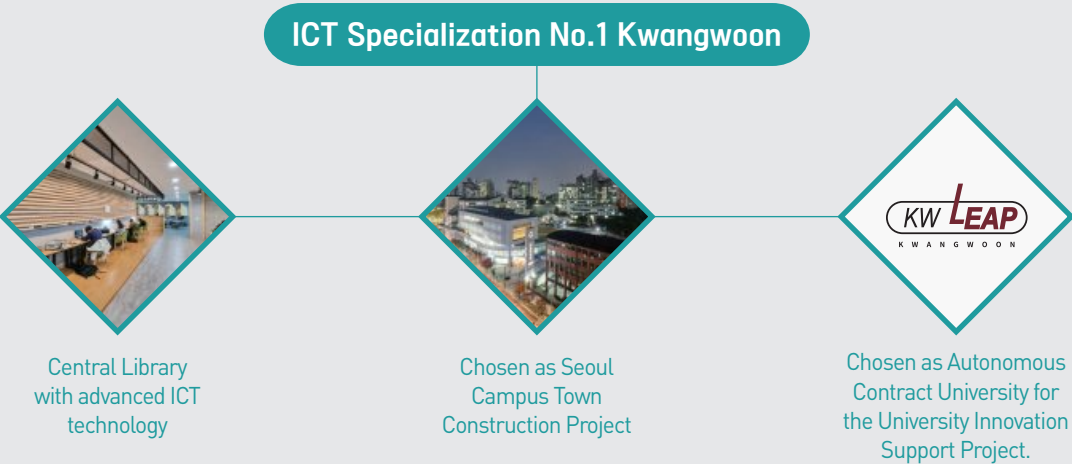 ICT Specialization No.1 Kwangwoon
KW LEAP
KWANGWOON
Central Library
with advanced ICT
technology
Chosen as Seoul
Campus Town
Construction Project
Chosen as Autonomous
Contract University for
the University Innovation
Support Project.